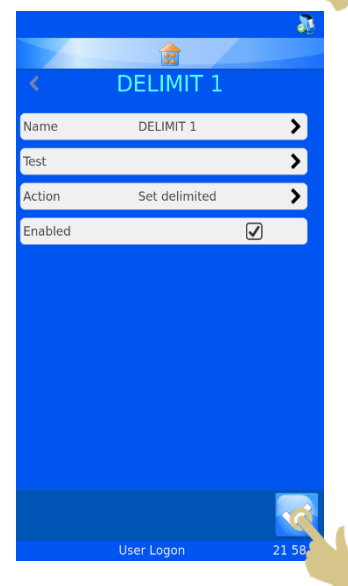 DELIMIT 1
Name DELIMIT 1
Test
Action Set delimited
Enabled
User Logon 21 58